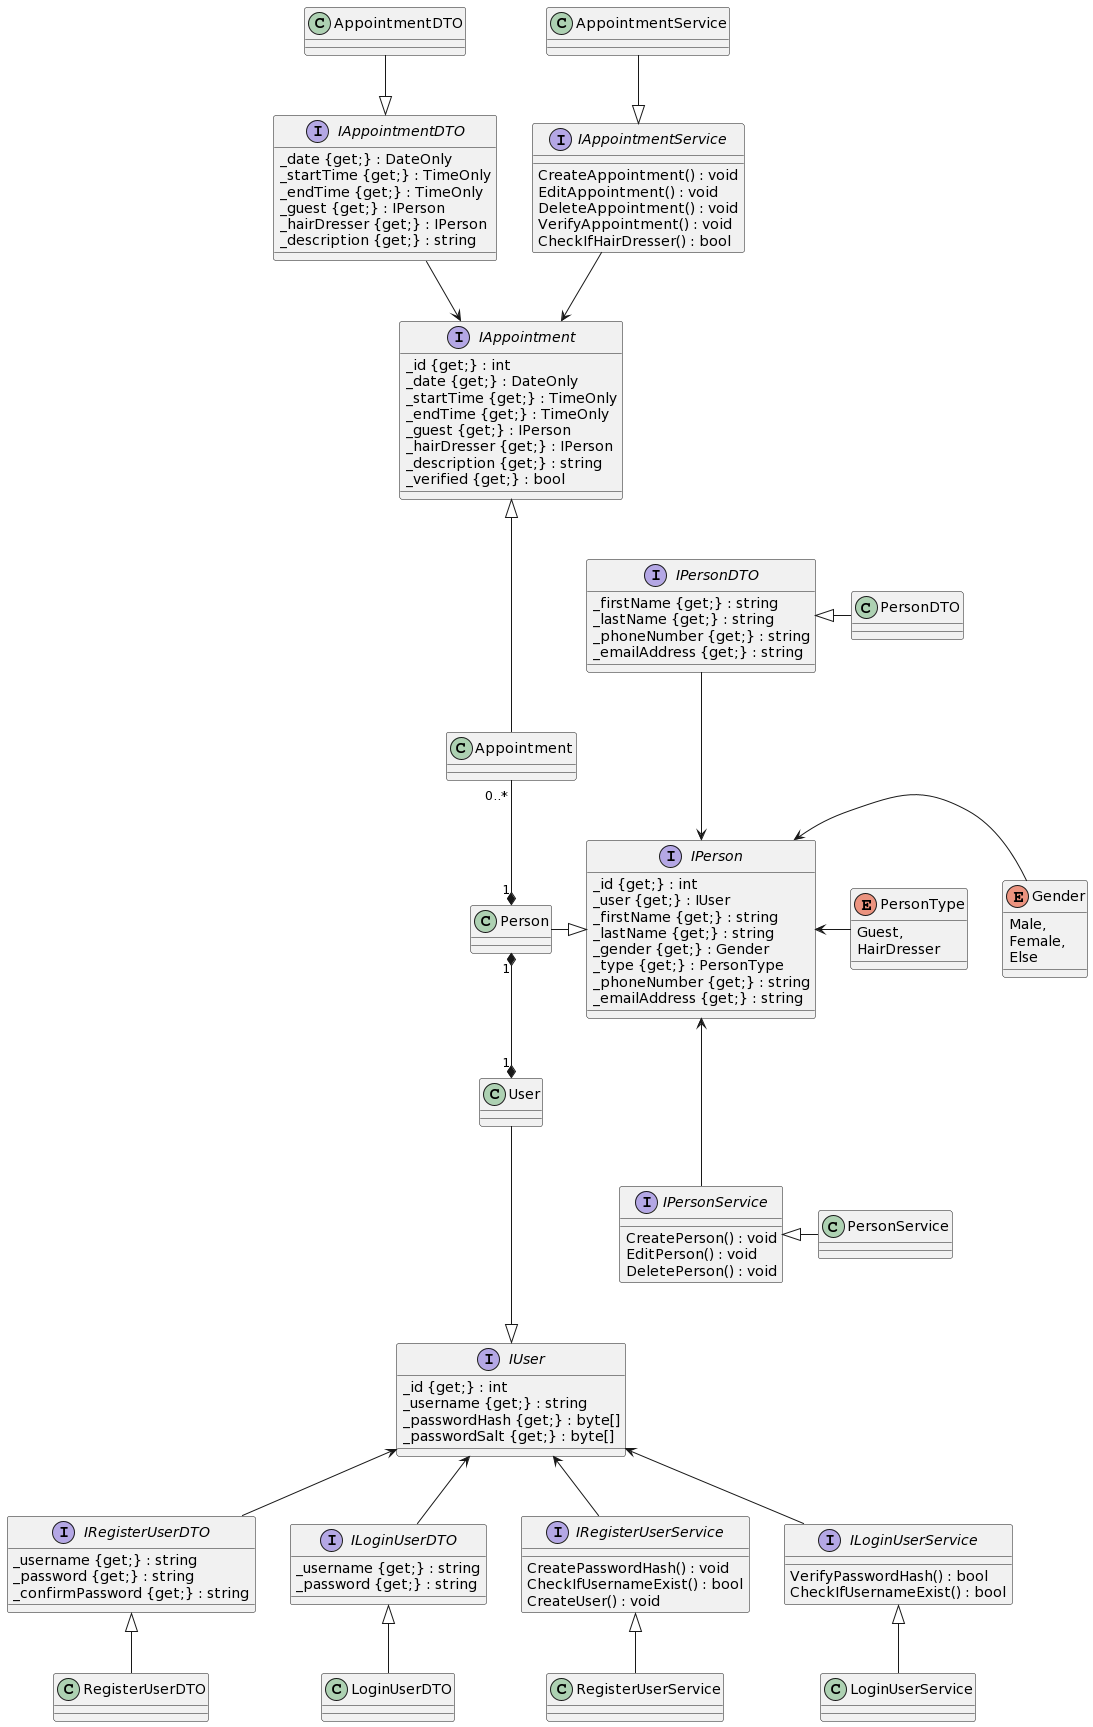 C AppointmentDTO
C AppointmentService
I IAppointmentDTO
_date {get;} : DateOnly
_startTime {get;} : TimeOnly
_endTime {get;} : TimeOnly
_guest {get;} : IPerson
_hairDresser {get;} : IPerson
_description {get;} : string
I IAppointmentService
CreateAppointment() : void
EditAppointment() : void
DeleteAppointment() : void
VerifyAppointment() : void
CheckIfHairDresser() : bool
I IAppointment
_id {get;} : int
_date {get;} : DateOnly
_startTime {get;} : TimeOnly
_endTime {get;} : TimeOnly
_guest {get;} : IPerson
_hairDresser {get;} : IPerson
_description {get;} : string
_verified {get;} : bool
I IPersonDTO
_firstName {get;} : string
_lastName {get;} : string
_phoneNumber {get;} : string
_emailAddress {get;} : string
C PersonDTO
C Appointment
0..*
1
C Person
1
I IPerson
_id {get;} : int
_user {get;} : IUser
_firstName {get;} : string
_lastName {get;} : string
_gender {get;} : Gender
_type {get;} : PersonType
_phoneNumber {get;} : string
_emailAddress {get;} : string
E PersonType
Guest,
HairDresser
E Gender
Male,
Female,
Else
1
C User
I IPersonService
CreatePerson() : void
EditPerson() : void
DeletePerson() : void
C PersonService
I IUser
_id {get;} : int
_username {get;} : string
_passwordHash {get;} : byte[]
_passwordSalt {get;} : byte[]
I IRegisterUserDTO
_username {get;} : string
_password {get;} : string
_confirmPassword {get;} : string
I ILoginUserDTO
_username {get;} : string
_password {get;} : string
I IRegisterUserService
CreatePasswordHash() : void
CheckIfUsernameExist() : bool
CreateUser() : void
I ILoginUserService
VerifyPasswordHash() : bool
CheckIfUsernameExist() : bool
C RegisterUserDTO
C LoginUserDTO
C RegisterUserService
C LoginUserService